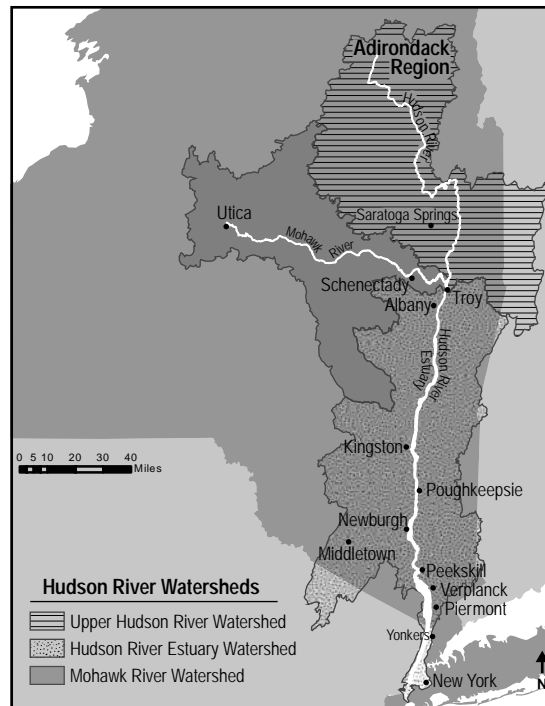 Adirondack
Region
Hudson River
Saratoga Springs
Utica
Mohawk
River
Schenectady
Troy
Albany
Hudson River
Estuary
Kingston
0 5 10 20 30 40
Miles
Poughkeepsie
Newburgh
Middletown
Peekskill
Verplanck
Piermont
Yonkers
New York
N
Hudson River Watersheds
Upper Hudson River Watershed
Hudson River Estuary Watershed
Mohawk River Watershed